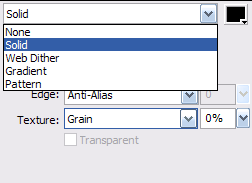 Solid
None
Solid
Web Dither
Gradient
Pattern
Edge: Anti-Alias 0
Texture: Grain 0%
Transparent